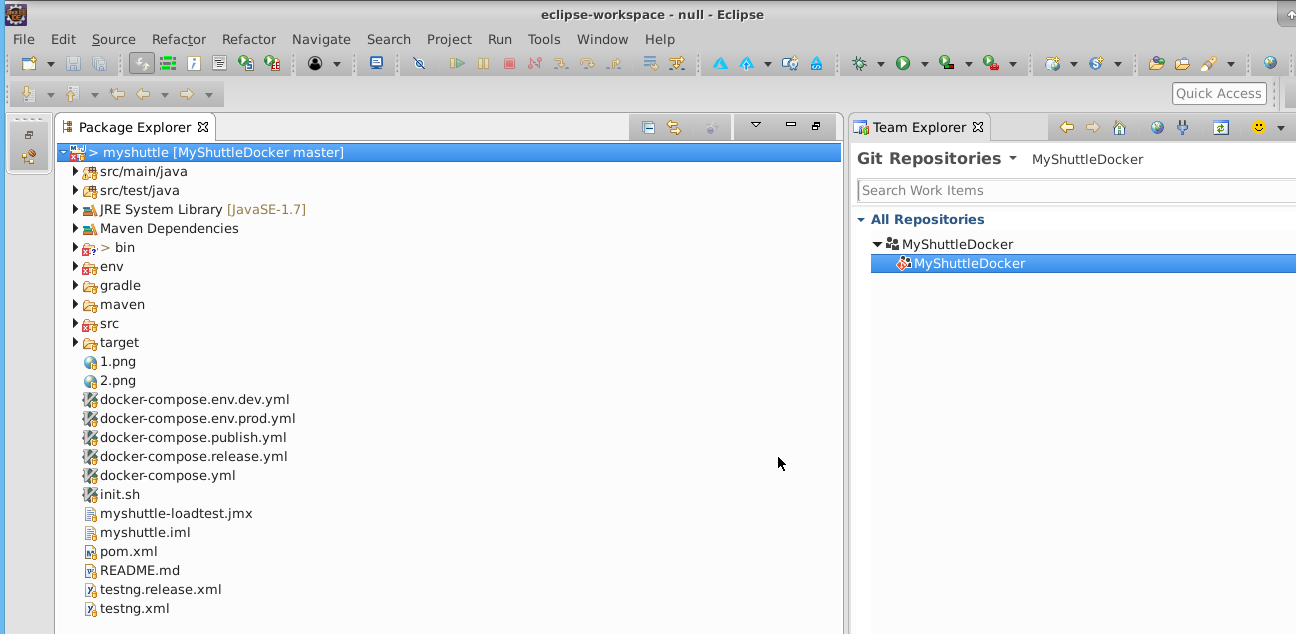 eclipse-workspace - null - Eclipse
File Edit Source Refactor Refactor Navigate Search Project Run Tools Window Help
Quick Access
Package Explorer
> myshuttle [MyShuttleDocker master]
src/main/java
src/test/java
JRE System Library [JavaSE-1.7]
Maven Dependencies
> bin
env
gradle
maven
src
target
1.png
2.png
docker-compose.env.dev.yml
docker-compose.env.prod.yml
docker-compose.publish.yml
docker-compose.release.yml
docker-compose.yml
init.sh
myshuttle-loadtest.jmx
myshuttle.iml
pom.xml
README.md
testng.release.xml
testng.xml
Team Explorer
Git Repositories MyShuttleDocker
Search Work Items
All Repositories
MyShuttleDocker
MyShuttleDocker